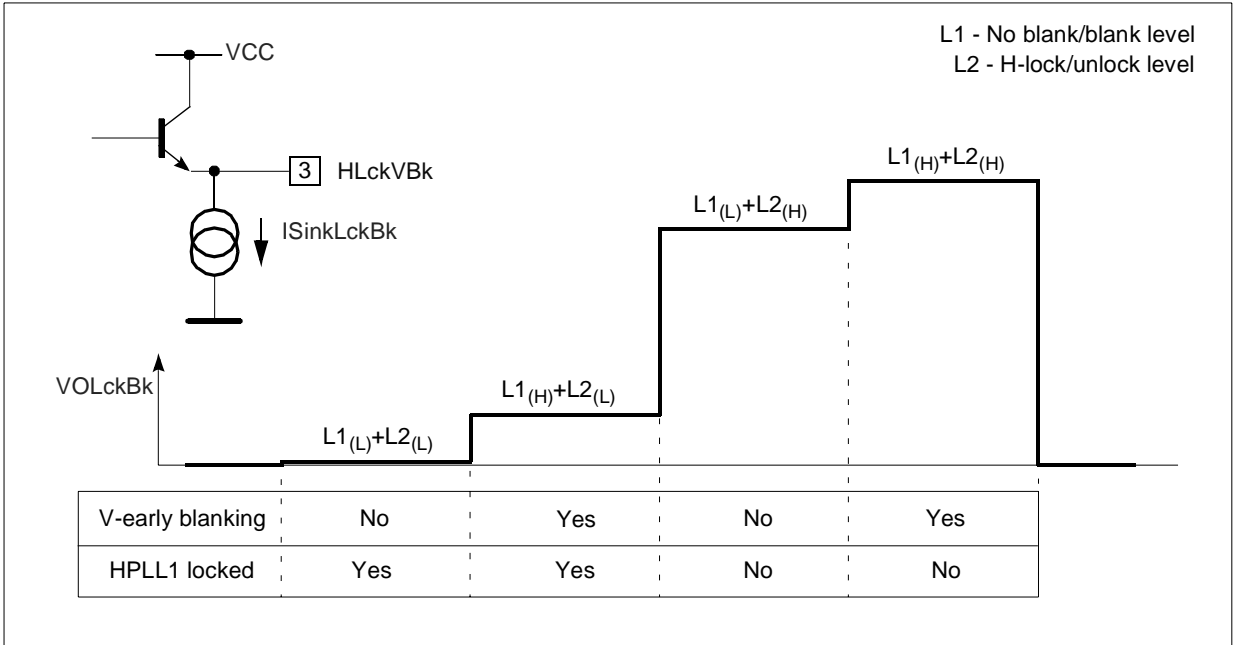 L1 - No blank/blank level
L2 - H-lock/unlock level
VCC
3 HLckVBk
ISinkLckBk
VOLckBk
L1(L)+L2(L)
L1(H)+L2(L)
L1(L)+L2(H)
L1(H)+L2(H)
V-early blanking No Yes No Yes
HPLL1 locked Yes Yes No No